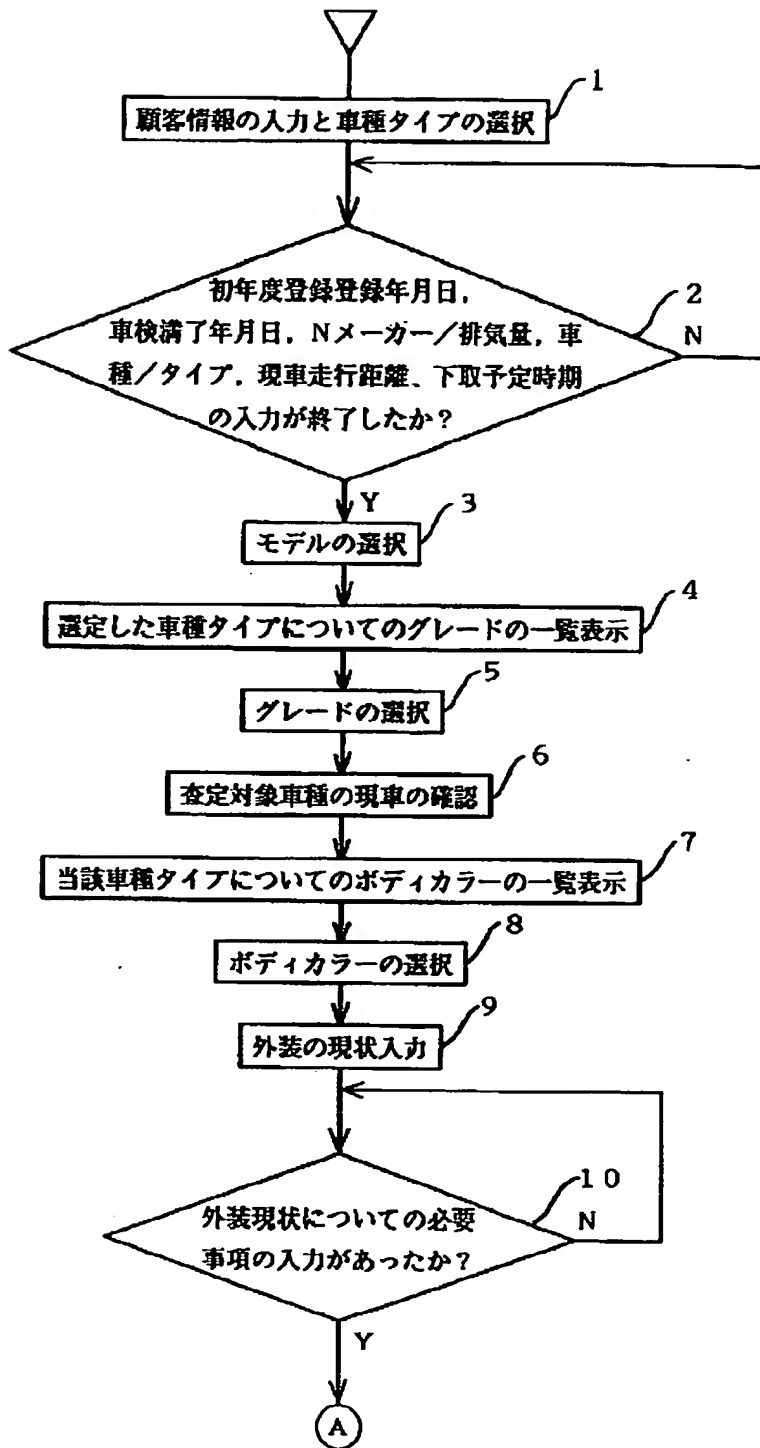 1
顧客情報の入力と車種タイプの選択
初年度登録登録年月日,
車検満了年月日, Nメーカー/排気量, 車
種/タイプ, 現車走行距離、下取予定時期
の入力が終了したか?
2
N
Y
3
モデルの選択
4
選定した車種タイプについてのグレードの一覧表示
5
グレードの選択
6
査定対象車種の現車の確認
7
当該車種タイプについてのボディカラーの一覧表示
8
ボディカラーの選択
9
外装の現状入力
10
外装現状についての必要
事項の入力があったか?
N
Y
A